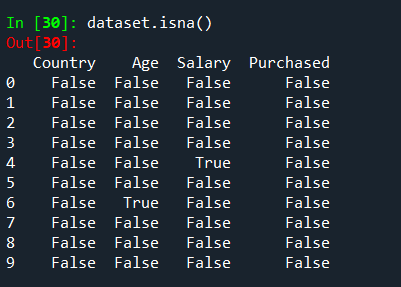 In [30]: dataset.isna()
Out[30]:
   Country    Age  Salary  Purchased
0    False  False   False      False
1    False  False   False      False
2    False  False   False      False
3    False  False   False      False
4    False  False    True      False
5    False  False   False      False
6    False   True   False      False
7    False  False   False      False
8    False  False   False      False
9    False  False   False      False